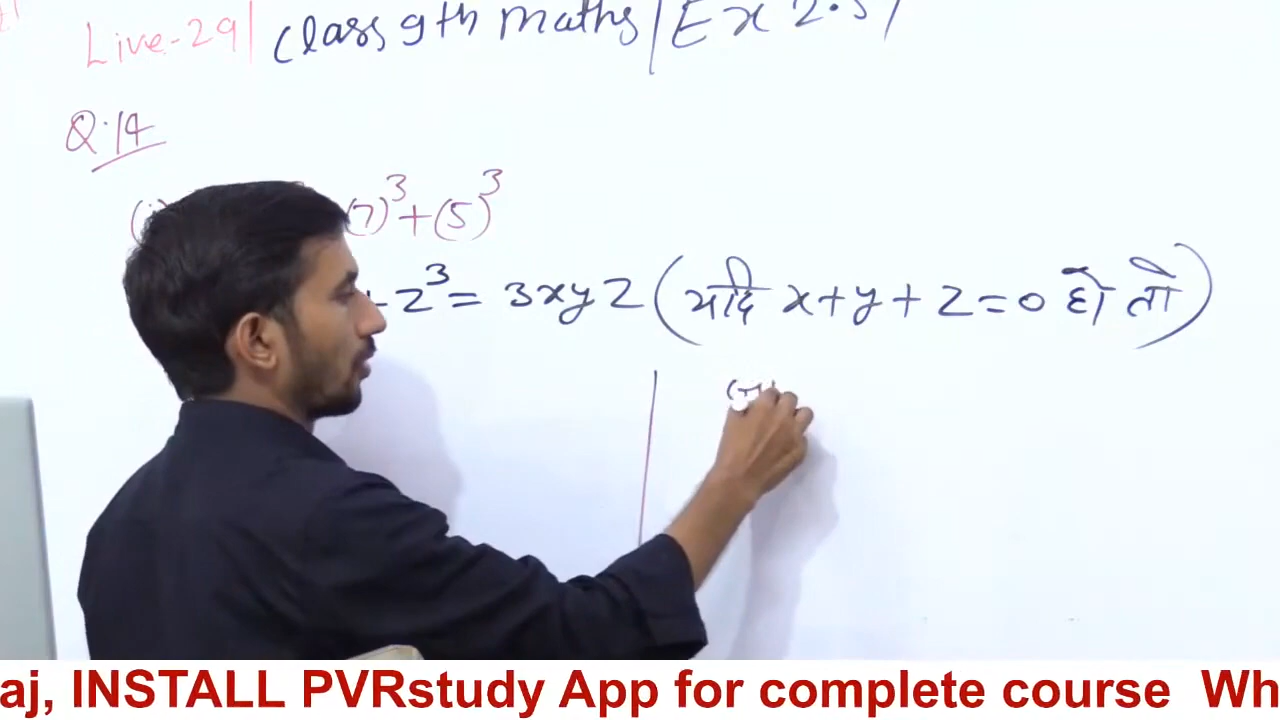 Live-29| Class 9th maths | Ex 2.5 /
Q.14
7)³+(5)³
z³ = 3xyz (यदि x+y+z=0 हो तो)
aj, INSTALL PVRstudy App for complete course Wh